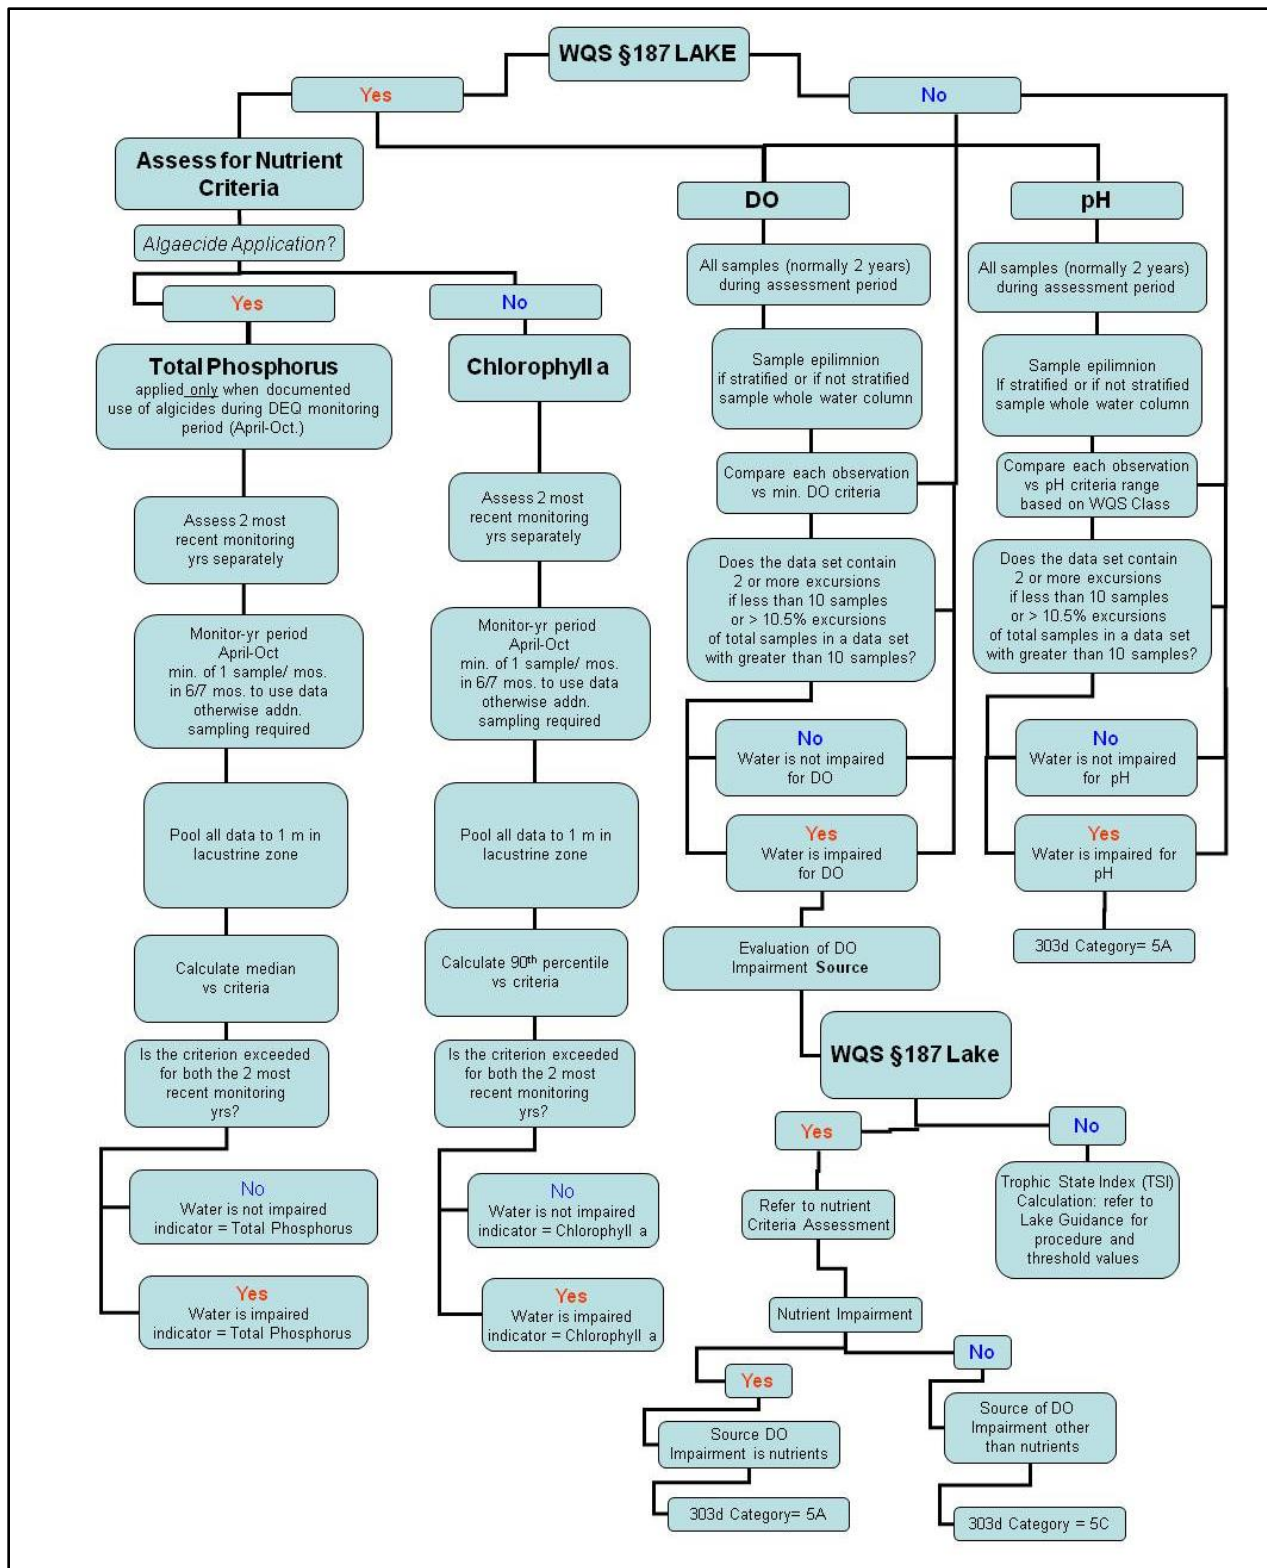 WQS §187 LAKE
Yes
No
Assess for Nutrient
Criteria
Algaecide Application?
Yes
No
Total Phosphorus
applied only when documented
use of algicides during DEQ monitoring
period (April-Oct.)
Assess 2 most
recent monitoring
yrs separately
Monitor-yr period
April-Oct
min. of 1 sample/ mos.
in 6/7 mos. to use data
otherwise addn.
sampling required
Pool all data to 1 m in
lacustrine zone
Calculate median
vs criteria
Is the criterion exceeded
for both the 2 most
recent monitoring
yrs?
No
Water is not impaired
indicator = Total Phosphorus
Yes
Water is impaired
indicator = Total Phosphorus
Chlorophyll a
Assess 2 most
recent monitoring
yrs separately
Monitor-yr period
April-Oct
min. of 1 sample/ mos.
in 6/7 mos. to use data
otherwise addn.
sampling required
Pool all data to 1 m in
lacustrine zone
Calculate 90th percentile
vs criteria
Is the criterion exceeded
for both the 2 most
recent monitoring
yrs?
No
Water is not impaired
indicator = Chlorophyll a
Yes
Water is impaired
indicator = Chlorophyll a
DO
All samples (normally 2 years)
during assessment period
Sample epilimnion
if stratified or if not stratified
sample whole water column
Compare each observation
vs min. DO criteria
Does the data set contain
2 or more excursions
if less than 10 samples
or > 10.5% excursions
of total samples in a data set
with greater than 10 samples?
No
Water is not impaired
for DO
Yes
Water is impaired
for DO
Evaluation of DO
Impairment Source
pH
All samples (normally 2 years)
during assessment period
Sample epilimnion
If stratified or if not stratified
sample whole water column
Compare each observation
vs pH criteria range
based on WQS Class
Does the data set contain
2 or more excursions
if less than 10 samples
or > 10.5% excursions
of total samples in a data set
with greater than 10 samples?
No
Water is not impaired
for pH
Yes
Water is impaired for
pH
303d Category= 5A
WQS §187 Lake
Yes
No
Refer to nutrient
Criteria Assessment
Trophic State Index (TSI)
Calculation: refer to
Lake Guidance for
procedure and
threshold values
Nutrient Impairment
Yes
No
Source DO
Impairment is nutrients
303d Category= 5A
Source of DO
Impairment other
than nutrients
303d Category = 5C